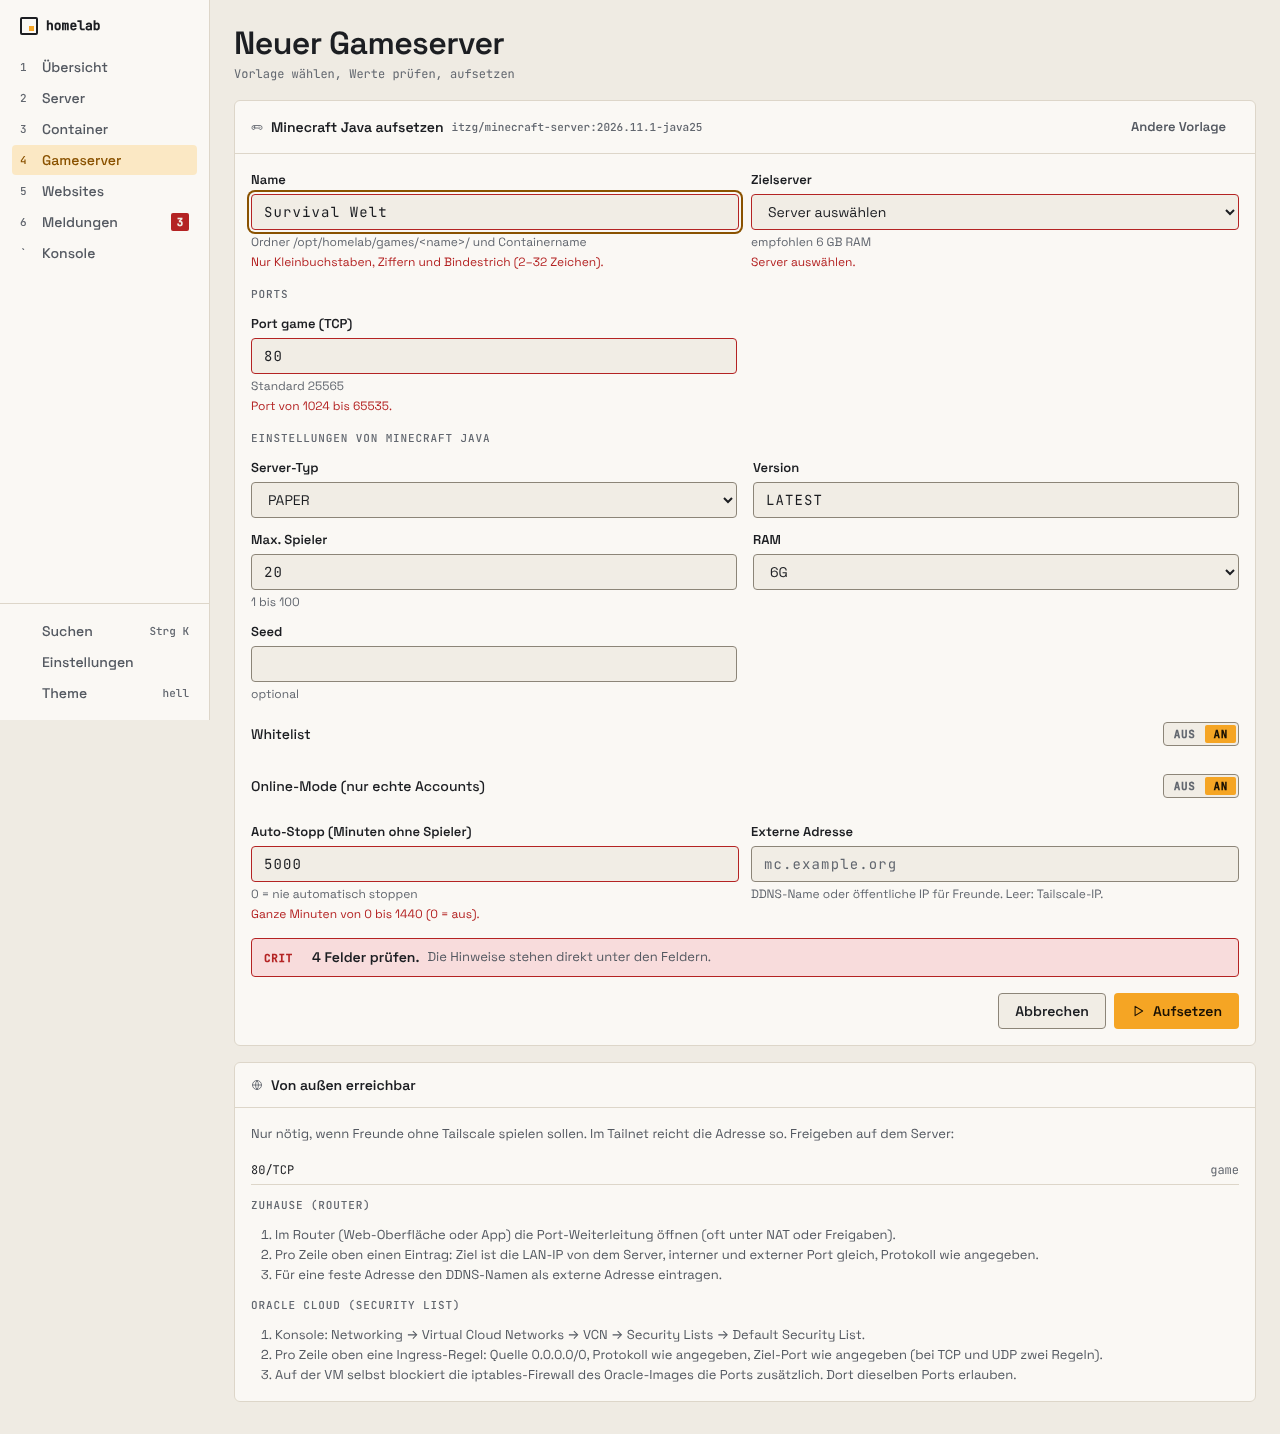 homelab
1 Übersicht
2 Server
3 Container
4 Gameserver
5 Websites
6 Meldungen 3
` Konsole
Suchen Strg K
Einstellungen
Theme hell
Neuer Gameserver
Vorlage wählen, Werte prüfen, aufsetzen
Minecraft Java aufsetzen itzg/minecraft-server:2026.11.1-java25 Andere Vorlage
Name Zielserver
Survival Welt Server auswählen
Ordner /opt/homelab/games/<name>/ und Containername empfohlen 6 GB RAM
Nur Kleinbuchstaben, Ziffern und Bindestrich (2–32 Zeichen). Server auswählen.
PORTS
Port game (TCP)
80
Standard 25565
Port von 1024 bis 65535.
EINSTELLUNGEN VON MINECRAFT JAVA
Server-Typ Version
PAPER LATEST
Max. Spieler RAM
20 6G
1 bis 100
Seed
optional
Whitelist AUS AN
Online-Mode (nur echte Accounts) AUS AN
Auto-Stopp (Minuten ohne Spieler) Externe Adresse
5000 mc.example.org
0 = nie automatisch stoppen DDNS-Name oder öffentliche IP für Freunde. Leer: Tailscale-IP.
Ganze Minuten von 0 bis 1440 (0 = aus).
CRIT 4 Felder prüfen. Die Hinweise stehen direkt unter den Feldern.
Abbrechen Aufsetzen
Von außen erreichbar
Nur nötig, wenn Freunde ohne Tailscale spielen sollen. Im Tailnet reicht die Adresse so. Freigeben auf dem Server:
80/TCP game
ZUHAUSE (ROUTER)
1. Im Router (Web-Oberfläche oder App) die Port-Weiterleitung öffnen (oft unter NAT oder Freigaben).
2. Pro Zeile oben einen Eintrag: Ziel ist die LAN-IP von dem Server, interner und externer Port gleich, Protokoll wie angegeben.
3. Für eine feste Adresse den DDNS-Namen als externe Adresse eintragen.
ORACLE CLOUD (SECURITY LIST)
1. Konsole: Networking → Virtual Cloud Networks → VCN → Security Lists → Default Security List.
2. Pro Zeile oben eine Ingress-Regel: Quelle 0.0.0.0/0, Protokoll wie angegeben, Ziel-Port wie angegeben (bei TCP und UDP zwei Regeln).
3. Auf der VM selbst blockiert die iptables-Firewall des Oracle-Images die Ports zusätzlich. Dort dieselben Ports erlauben.